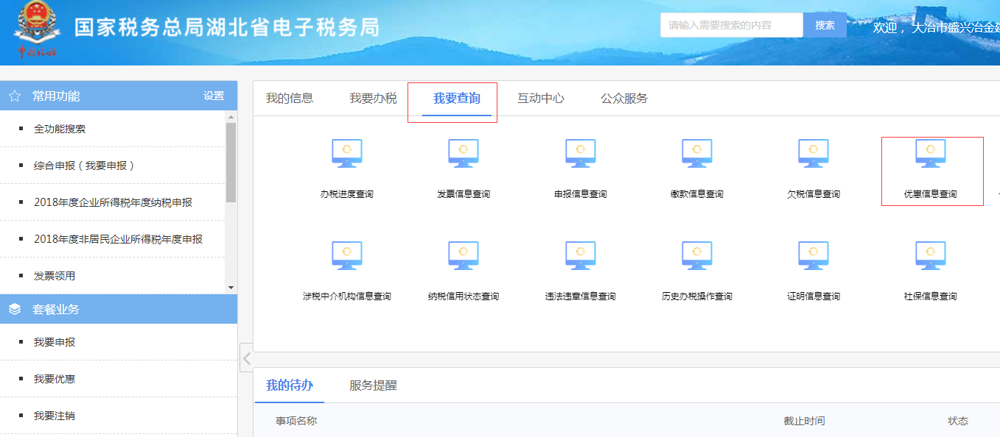 国家税务总局湖北省电子税务局
中国税务
请输入需要搜索的内容
搜索
欢迎，大冶市盛兴冶金
常用功能
设置
全功能搜索
综合申报（我要申报）
2018年度企业所得税年度纳税申报
2018年度非居民企业所得税年度申报
发票领用
套餐业务
我要申报
我要优惠
我要注销
我的信息
我要办税
我要查询
互动中心
公众服务
办税进度查询
发票信息查询
申报信息查询
缴款信息查询
欠税信息查询
优惠信息查询
涉税中介机构信息查询
纳税信用状态查询
违法违章信息查询
历史办税操作查询
证明信息查询
社保信息查询
我的待办
服务提醒
事项名称
截止时间
状态